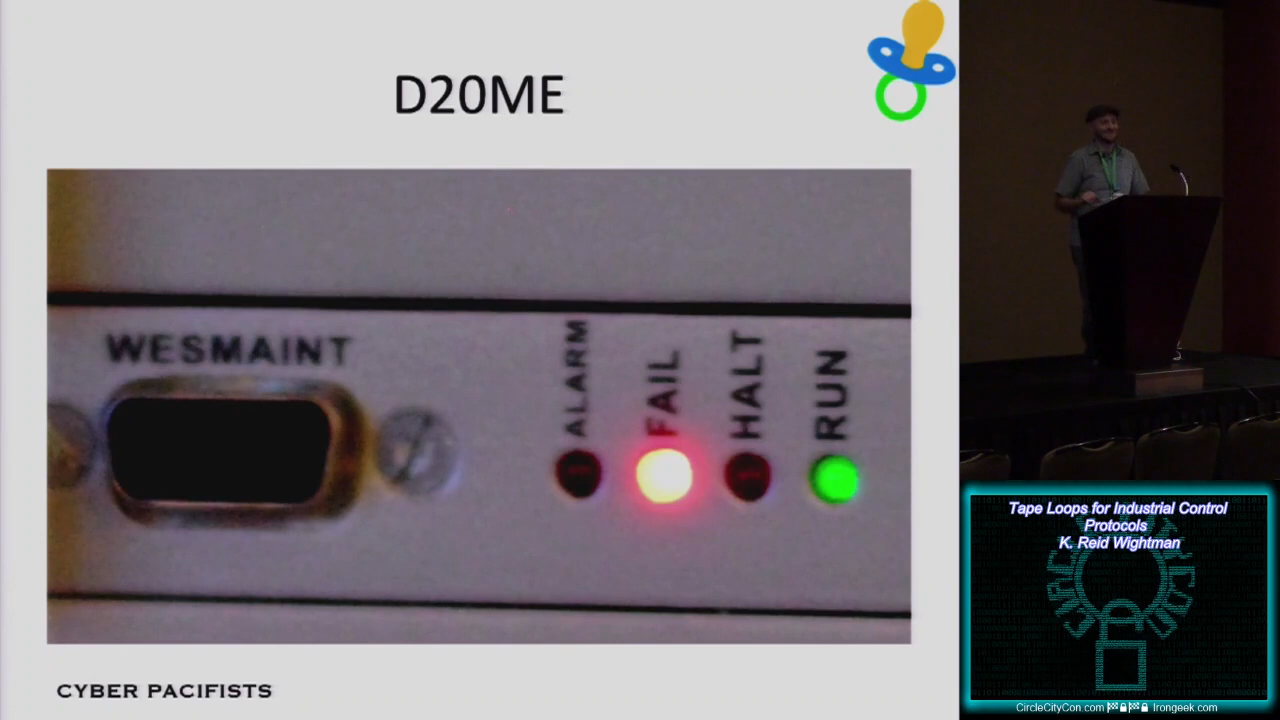 D20ME
WESMAINT
ALARM
FAIL
HALT
RUN
CYBER PACIFISTS
Tape Loops for Industrial Control
Protocols
K. Reid Wightman
CircleCityCon.com Irongeek.com